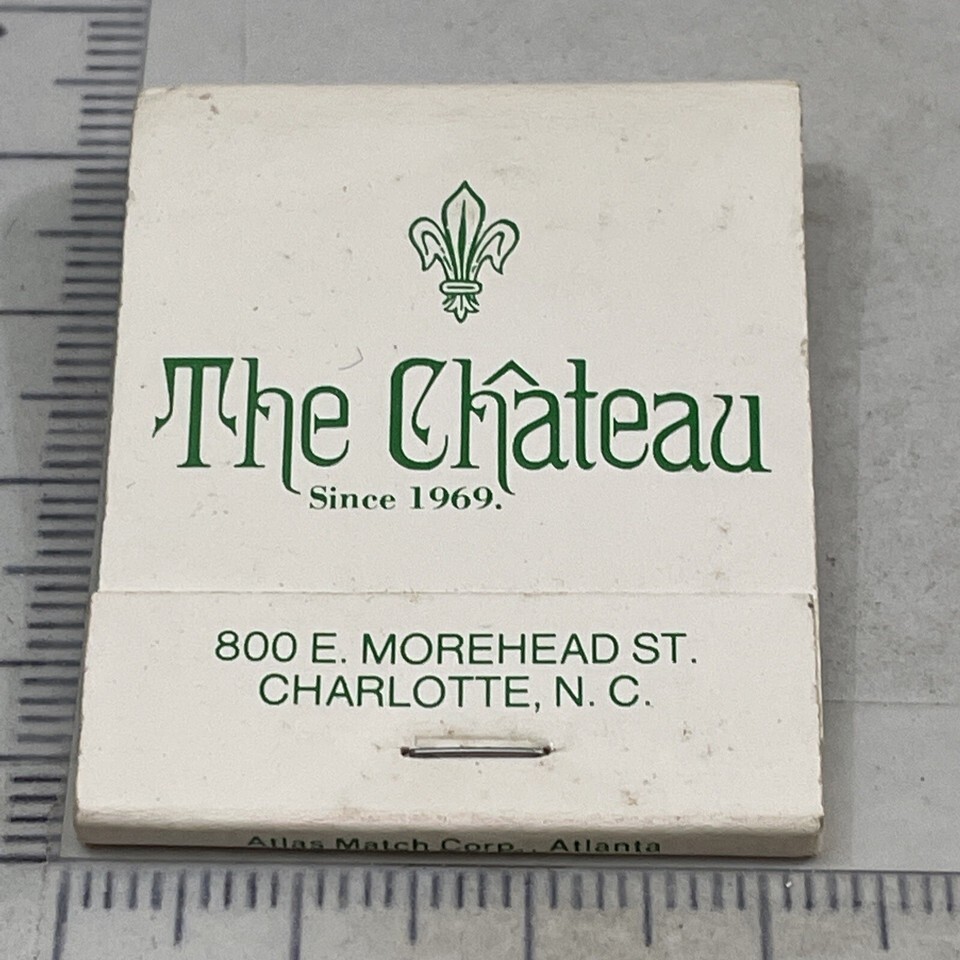 The Château
Since 1969.
800 E. MOREHEAD ST.
CHARLOTTE, N. C.
Atlas Match Corp., Atlanta